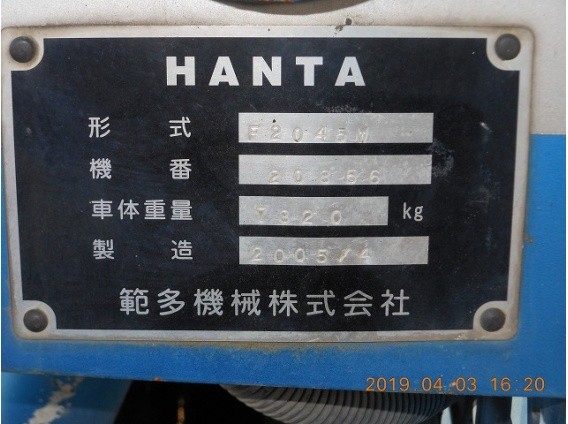 HANTA
形式 F2045W
機番 20356
車体重量 7820 kg
製造 2005/4
範多機械株式会社
2019.04.03 16:20